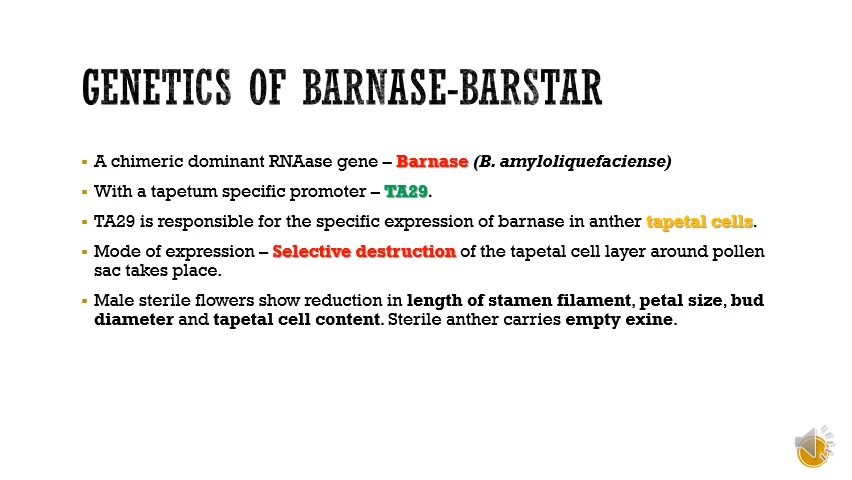 GENETICS OF BARNASE-BARSTAR
▪ A chimeric dominant RNAase gene – Barnase (B. amyloliquefaciense)
▪ With a tapetum specific promoter – TA29.
▪ TA29 is responsible for the specific expression of barnase in anther tapetal cells.
▪ Mode of expression – Selective destruction of the tapetal cell layer around pollen
sac takes place.
▪ Male sterile flowers show reduction in length of stamen filament, petal size, bud
diameter and tapetal cell content. Sterile anther carries empty exine.